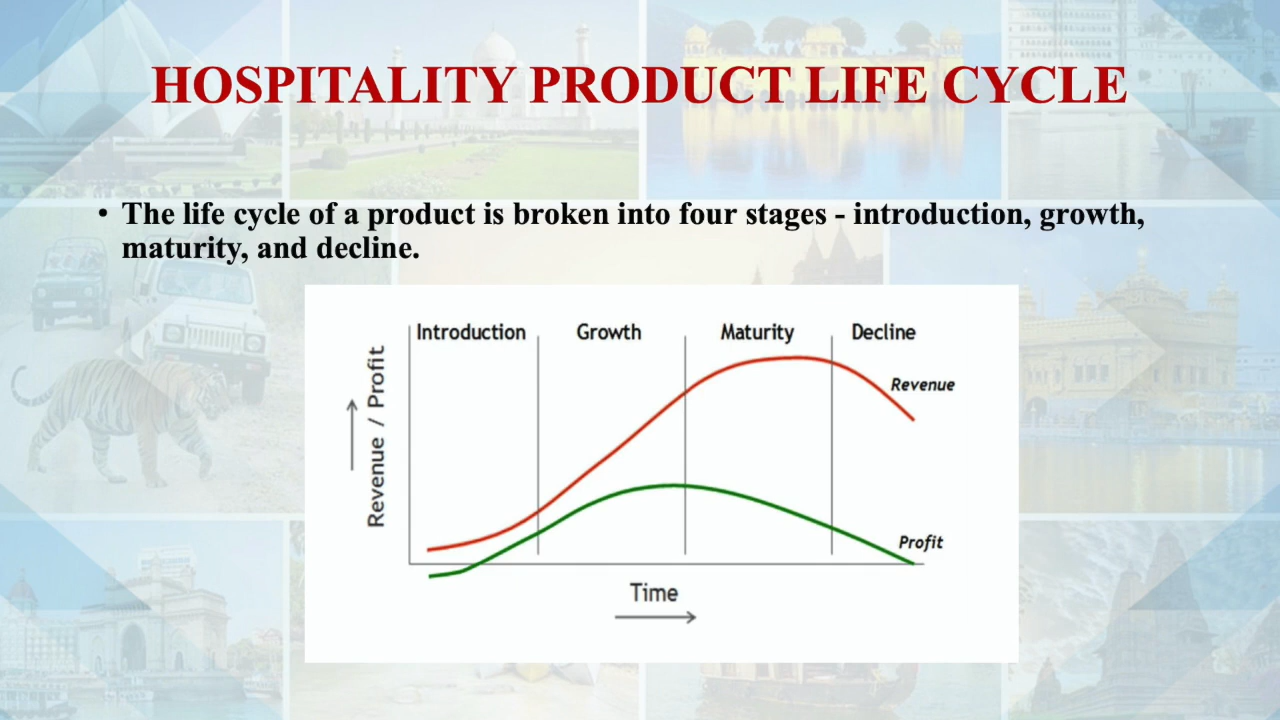 HOSPITALITY PRODUCT LIFE CYCLE
• The life cycle of a product is broken into four stages - introduction, growth,
maturity, and decline.
Introduction Growth Maturity Decline
Revenue / Profit
Revenue
Profit
Time